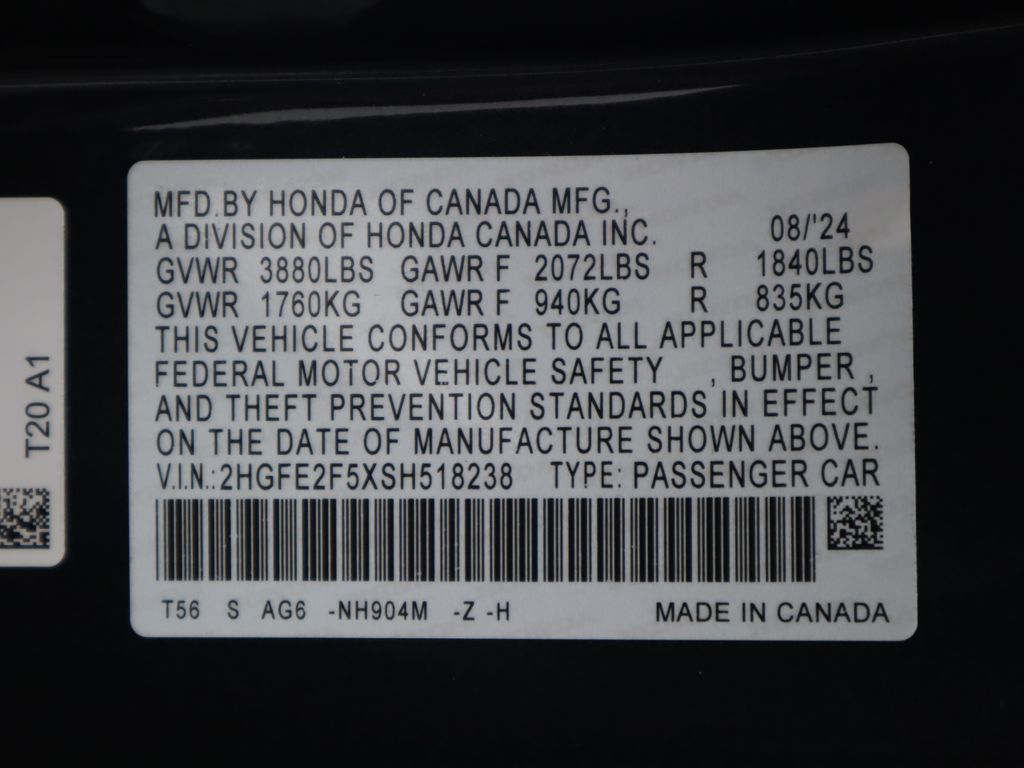 MFD.BY HONDA OF CANADA MFG.,
A DIVISION OF HONDA CANADA INC. 08/'24
GVWR 3880LBS GAWR F 2072LBS R 1840LBS
GVWR 1760KG GAWR F 940KG R 835KG
THIS VEHICLE CONFORMS TO ALL APPLICABLE
FEDERAL MOTOR VEHICLE SAFETY , BUMPER ,
AND THEFT PREVENTION STANDARDS IN EFFECT
ON THE DATE OF MANUFACTURE SHOWN ABOVE.
V.I.N.:2HGFE2F5XSH518238 TYPE: PASSENGER CAR
T56 S AG6 -NH904M -Z -H MADE IN CANADA
T20 A1